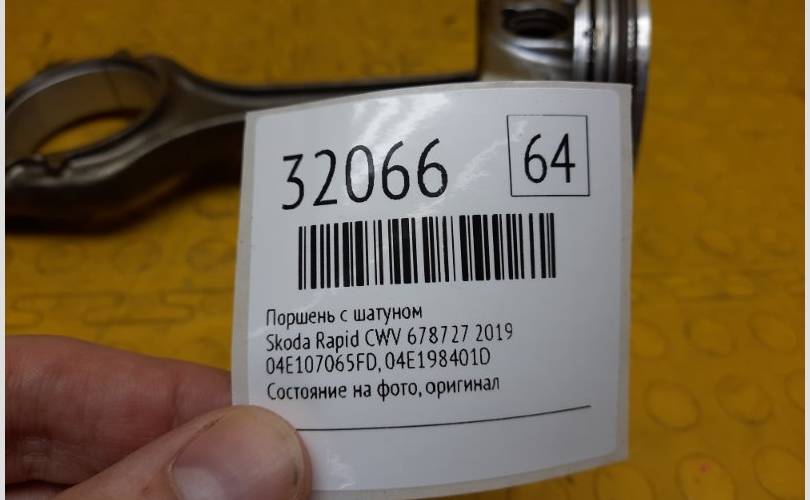 32066
64
Поршень с шатуном
Skoda Rapid CWV 678727 2019
04E107065FD, 04E198401D
Состояние на фото, оригинал